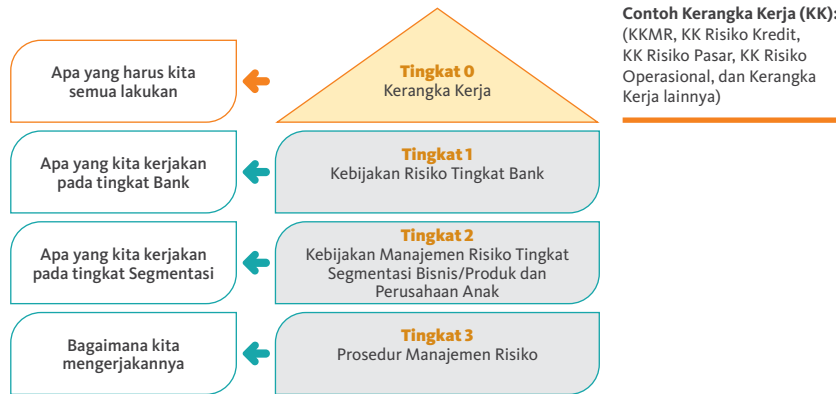 Contoh Kerangka Kerja (KK):
(KKMR, KK Risiko Kredit,
KK Risiko Pasar, KK Risiko
Operasional, dan Kerangka
Kerja lainnya)
Apa yang harus kita
semua lakukan
Tingkat 0
Kerangka Kerja
Apa yang kita kerjakan
pada tingkat Bank
Tingkat 1
Kebijakan Risiko Tingkat Bank
Apa yang kita kerjakan
pada tingkat Segmentasi
Tingkat 2
Kebijakan Manajemen Risiko Tingkat
Segmentasi Bisnis/Produk dan
Perusahaan Anak
Bagaimana kita
mengerjakannya
Tingkat 3
Prosedur Manajemen Risiko